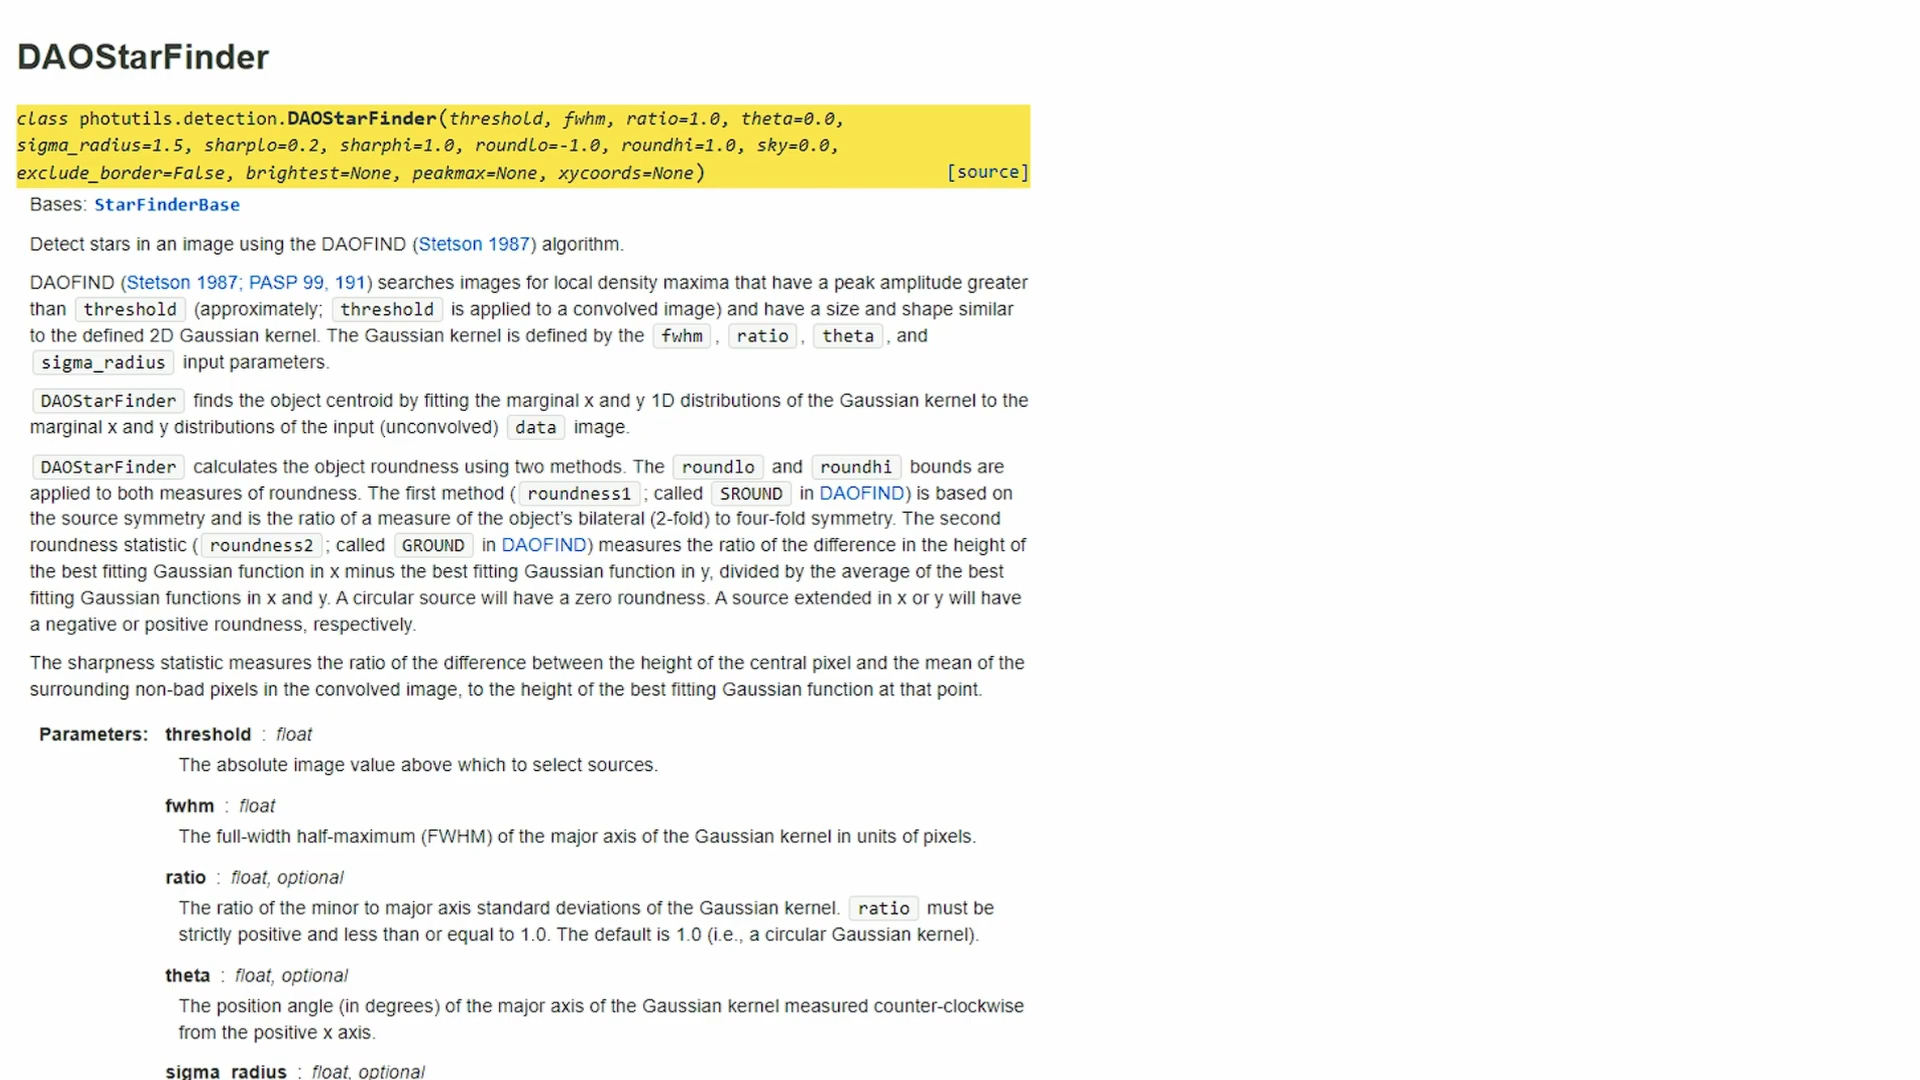 DAOStarFinder
class photutils.detection.DAOStarFinder(threshold, fwhm, ratio=1.0, theta=0.0,
sigma_radius=1.5, sharplo=0.2, sharphi=1.0, roundlo=-1.0, roundhi=1.0, sky=0.0,
exclude_border=False, brightest=None, peakmax=None, xycoords=None) [source]
Bases: StarFinderBase
Detect stars in an image using the DAOFIND (Stetson 1987) algorithm.
DAOFIND (Stetson 1987; PASP 99, 191) searches images for local density maxima that have a peak amplitude greater
than threshold (approximately; threshold is applied to a convolved image) and have a size and shape similar
to the defined 2D Gaussian kernel. The Gaussian kernel is defined by the fwhm , ratio , theta , and
sigma_radius input parameters.
DAOStarFinder finds the object centroid by fitting the marginal x and y 1D distributions of the Gaussian kernel to the
marginal x and y distributions of the input (unconvolved) data image.
DAOStarFinder calculates the object roundness using two methods. The roundlo and roundhi bounds are
applied to both measures of roundness. The first method ( roundness1 ; called SROUND in DAOFIND) is based on
the source symmetry and is the ratio of a measure of the object's bilateral (2-fold) to four-fold symmetry. The second
roundness statistic ( roundness2 ; called GROUND in DAOFIND) measures the ratio of the difference in the height of
the best fitting Gaussian function in x minus the best fitting Gaussian function in y, divided by the average of the best
fitting Gaussian functions in x and y. A circular source will have a zero roundness. A source extended in x or y will have
a negative or positive roundness, respectively.
The sharpness statistic measures the ratio of the difference between the height of the central pixel and the mean of the
surrounding non-bad pixels in the convolved image, to the height of the best fitting Gaussian function at that point.
Parameters: threshold : float
The absolute image value above which to select sources.
fwhm : float
The full-width half-maximum (FWHM) of the major axis of the Gaussian kernel in units of pixels.
ratio : float, optional
The ratio of the minor to major axis standard deviations of the Gaussian kernel. ratio must be
strictly positive and less than or equal to 1.0. The default is 1.0 (i.e., a circular Gaussian kernel).
theta : float, optional
The position angle (in degrees) of the major axis of the Gaussian kernel measured counter-clockwise
from the positive x axis.
sigma_radius : float, optional